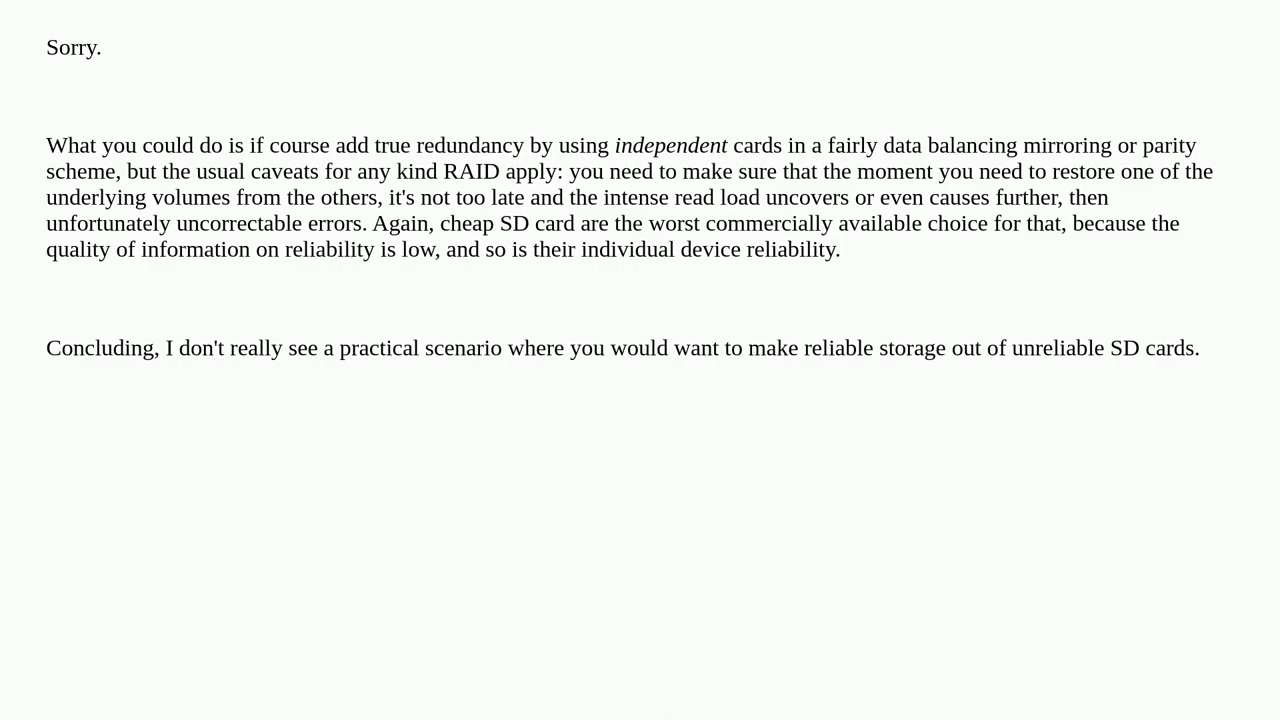 Sorry.
What you could do is if course add true redundancy by using independent cards in a fairly data balancing mirroring or parity
scheme, but the usual caveats for any kind RAID apply: you need to make sure that the moment you need to restore one of the
underlying volumes from the others, it's not too late and the intense read load uncovers or even causes further, then
unfortunately uncorrectable errors. Again, cheap SD card are the worst commercially available choice for that, because the
quality of information on reliability is low, and so is their individual device reliability.
Concluding, I don't really see a practical scenario where you would want to make reliable storage out of unreliable SD cards.